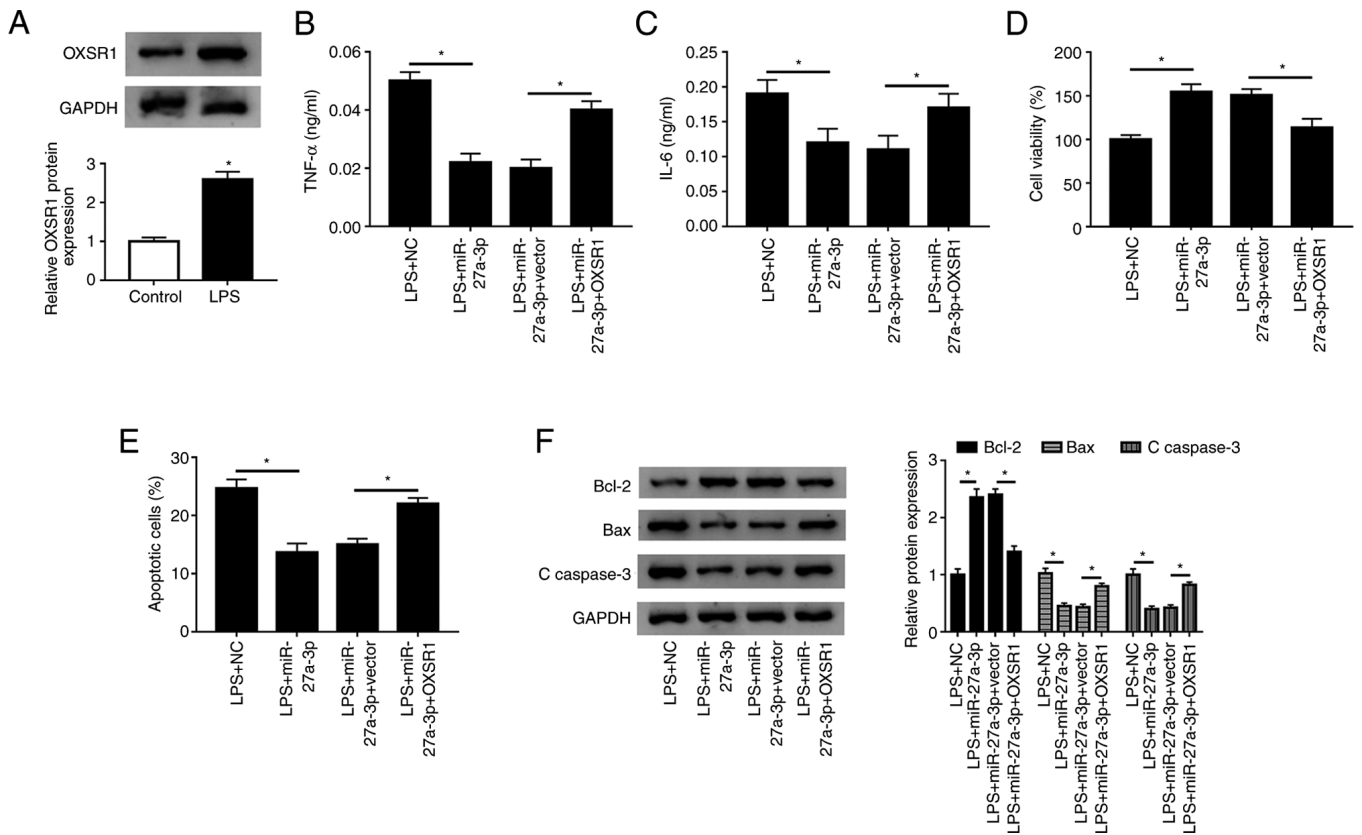 A
OXSR1
GAPDH
Relative OXSR1 protein
expression
3
2
1
0
*
Control
LPS
B
TNF-α (ng/ml)
0.06
0.04
0.02
0.00
*
*
LPS+NC
LPS+miR-
27a-3p
LPS+miR-
27a-3p+vector
LPS+miR-
27a-3p+OXSR1
C
IL-6 (ng/ml)
0.25
0.20
0.15
0.10
0.05
0.00
*
*
LPS+NC
LPS+miR-
27a-3p
LPS+miR-
27a-3p+vector
LPS+miR-
27a-3p+OXSR1
D
Cell viability (%)
200
150
100
50
0
*
*
LPS+NC
LPS+miR-
27a-3p
LPS+miR-
27a-3p+vector
LPS+miR-
27a-3p+OXSR1
E
Apoptotic cells (%)
30
20
10
0
*
*
LPS+NC
LPS+miR-
27a-3p
LPS+miR-
27a-3p+vector
LPS+miR-
27a-3p+OXSR1
F
Bcl-2
Bax
C caspase-3
GAPDH
LPS+NC
LPS+miR-
27a-3p
LPS+miR-
27a-3p+vector
LPS+miR-
27a-3p+OXSR1
Bcl-2
Bax
C caspase-3
Relative protein expression
3
2
1
0
*
*
*
*
*
*
LPS+NC
LPS+miR-27a-3p
LPS+miR-27a-3p+vector
LPS+miR-27a-3p+OXSR1
LPS+NC
LPS+miR-27a-3p
LPS+miR-27a-3p+vector
LPS+miR-27a-3p+OXSR1
LPS+NC
LPS+miR-27a-3p
LPS+miR-27a-3p+vector
LPS+miR-27a-3p+OXSR1